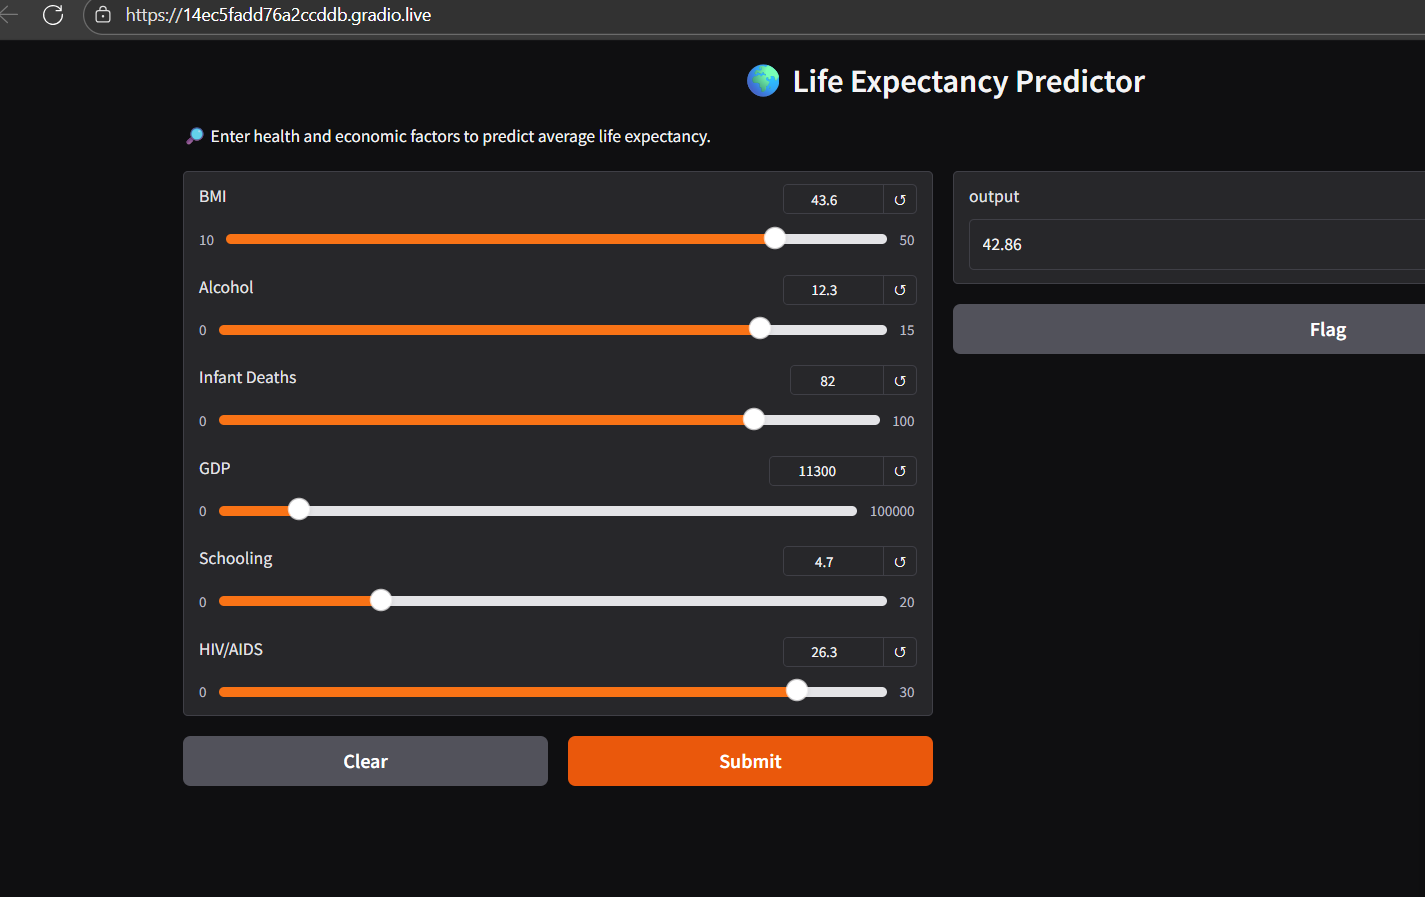 https://14ec5fadd76a2ccddb.gradio.live
Life Expectancy Predictor
Enter health and economic factors to predict average life expectancy.
BMI
43.6
10
50
Alcohol
12.3
0
15
Infant Deaths
82
0
100
GDP
11300
0
100000
Schooling
4.7
0
20
HIV/AIDS
26.3
0
30
Clear
Submit
output
42.86
Flag